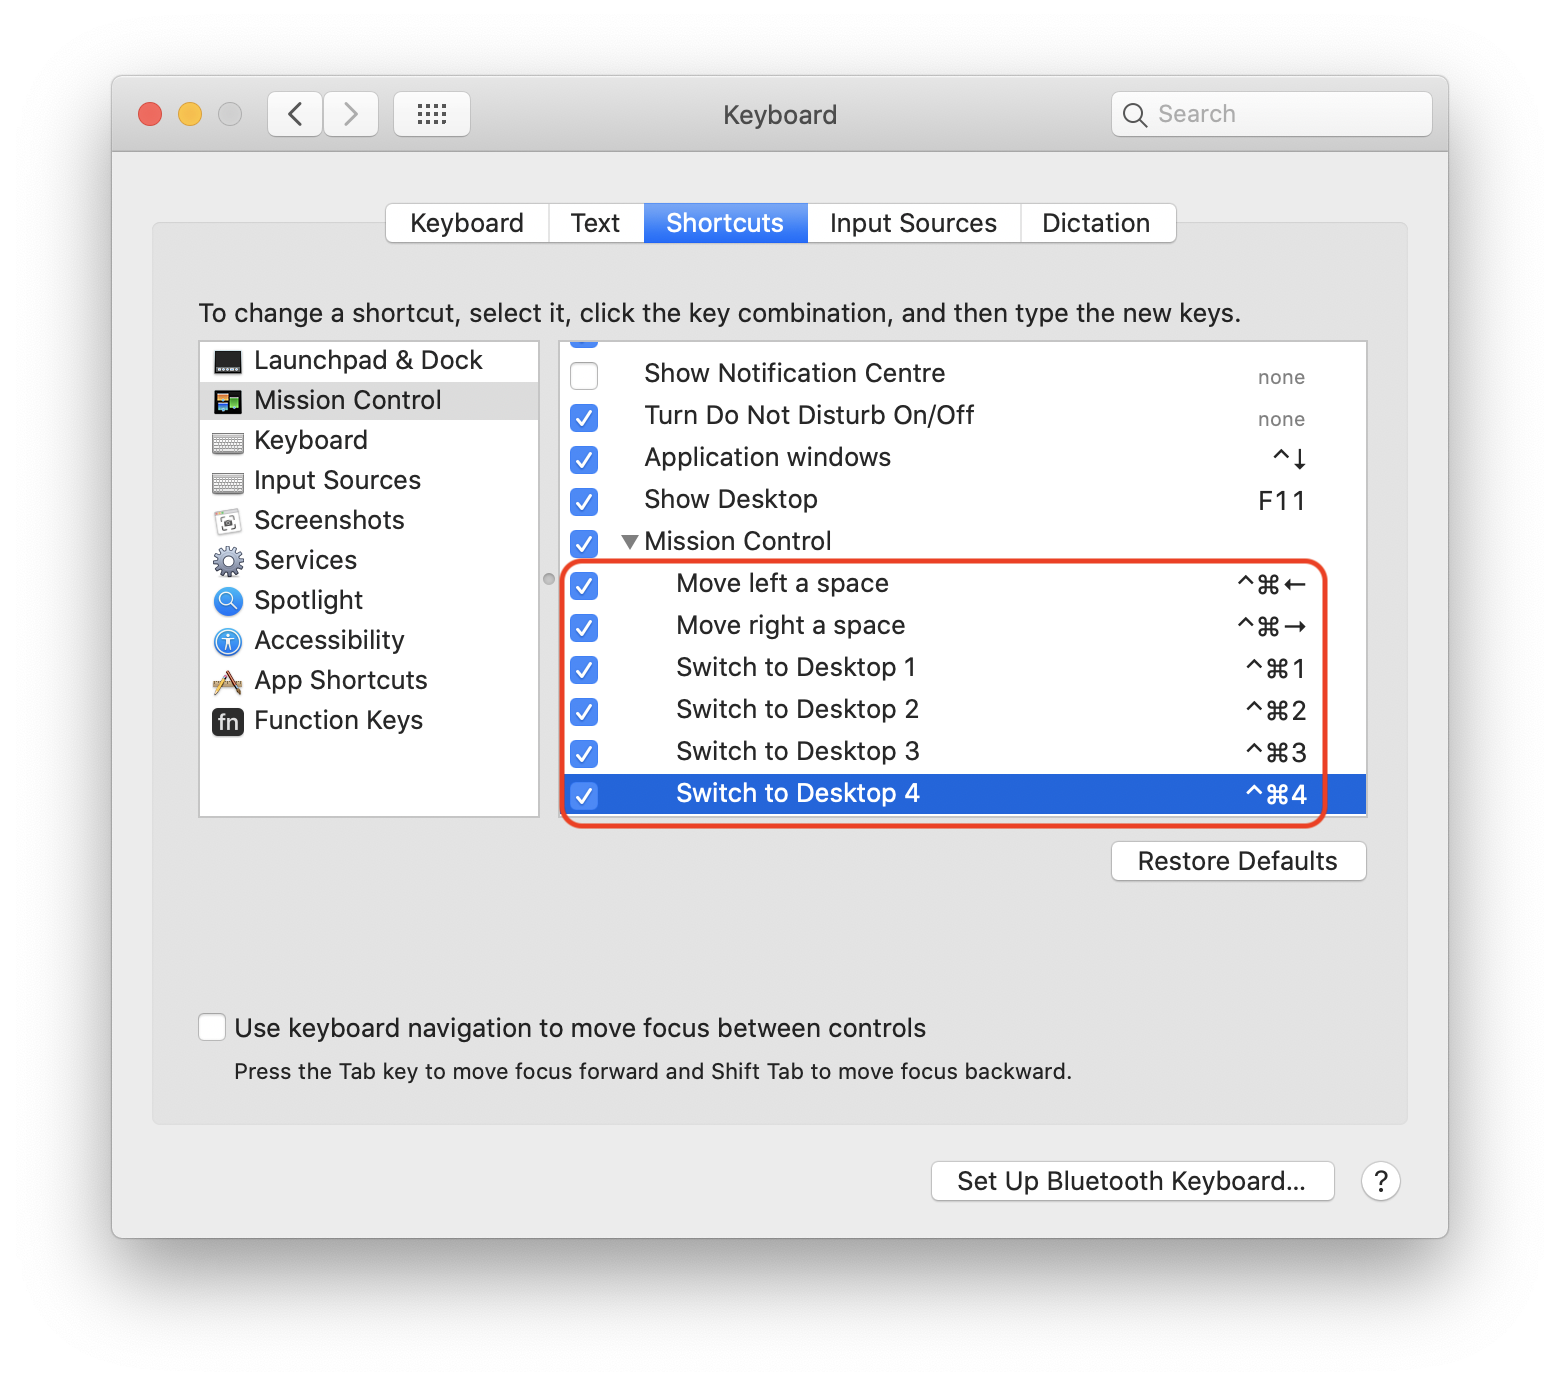 Keyboard
Search
Keyboard Text Shortcuts Input Sources Dictation
To change a shortcut, select it, click the key combination, and then type the new keys.
Launchpad & Dock
Mission Control
Keyboard
Input Sources
Screenshots
Services
Spotlight
Accessibility
App Shortcuts
fn Function Keys
Show Notification Centre none
Turn Do Not Disturb On/Off none
Application windows ^↓
Show Desktop F11
▼ Mission Control
Move left a space ^⌘←
Move right a space ^⌘→
Switch to Desktop 1 ^⌘1
Switch to Desktop 2 ^⌘2
Switch to Desktop 3 ^⌘3
Switch to Desktop 4 ^⌘4
Restore Defaults
Use keyboard navigation to move focus between controls
Press the Tab key to move focus forward and Shift Tab to move focus backward.
Set Up Bluetooth Keyboard... ?